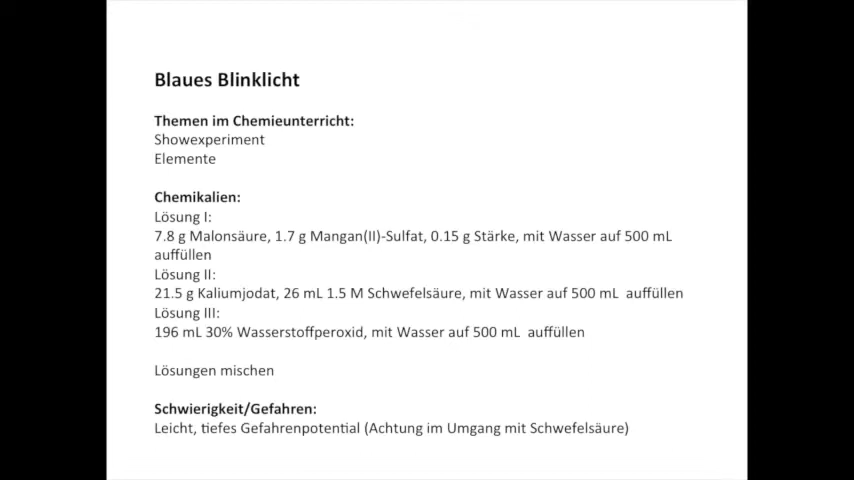 Blaues Blinklicht
Themen im Chemieunterricht:
Showexperiment
Elemente
Chemikalien:
Lösung I:
7.8 g Malonsäure, 1.7 g Mangan(II)-Sulfat, 0.15 g Stärke, mit Wasser auf 500 mL
auffüllen
Lösung II:
21.5 g Kaliumjodat, 26 mL 1.5 M Schwefelsäure, mit Wasser auf 500 mL  auffüllen
Lösung III:
196 mL 30% Wasserstoffperoxid, mit Wasser auf 500 mL  auffüllen
Lösungen mischen
Schwierigkeit/Gefahren:
Leicht, tiefes Gefahrenpotential (Achtung im Umgang mit Schwefelsäure)